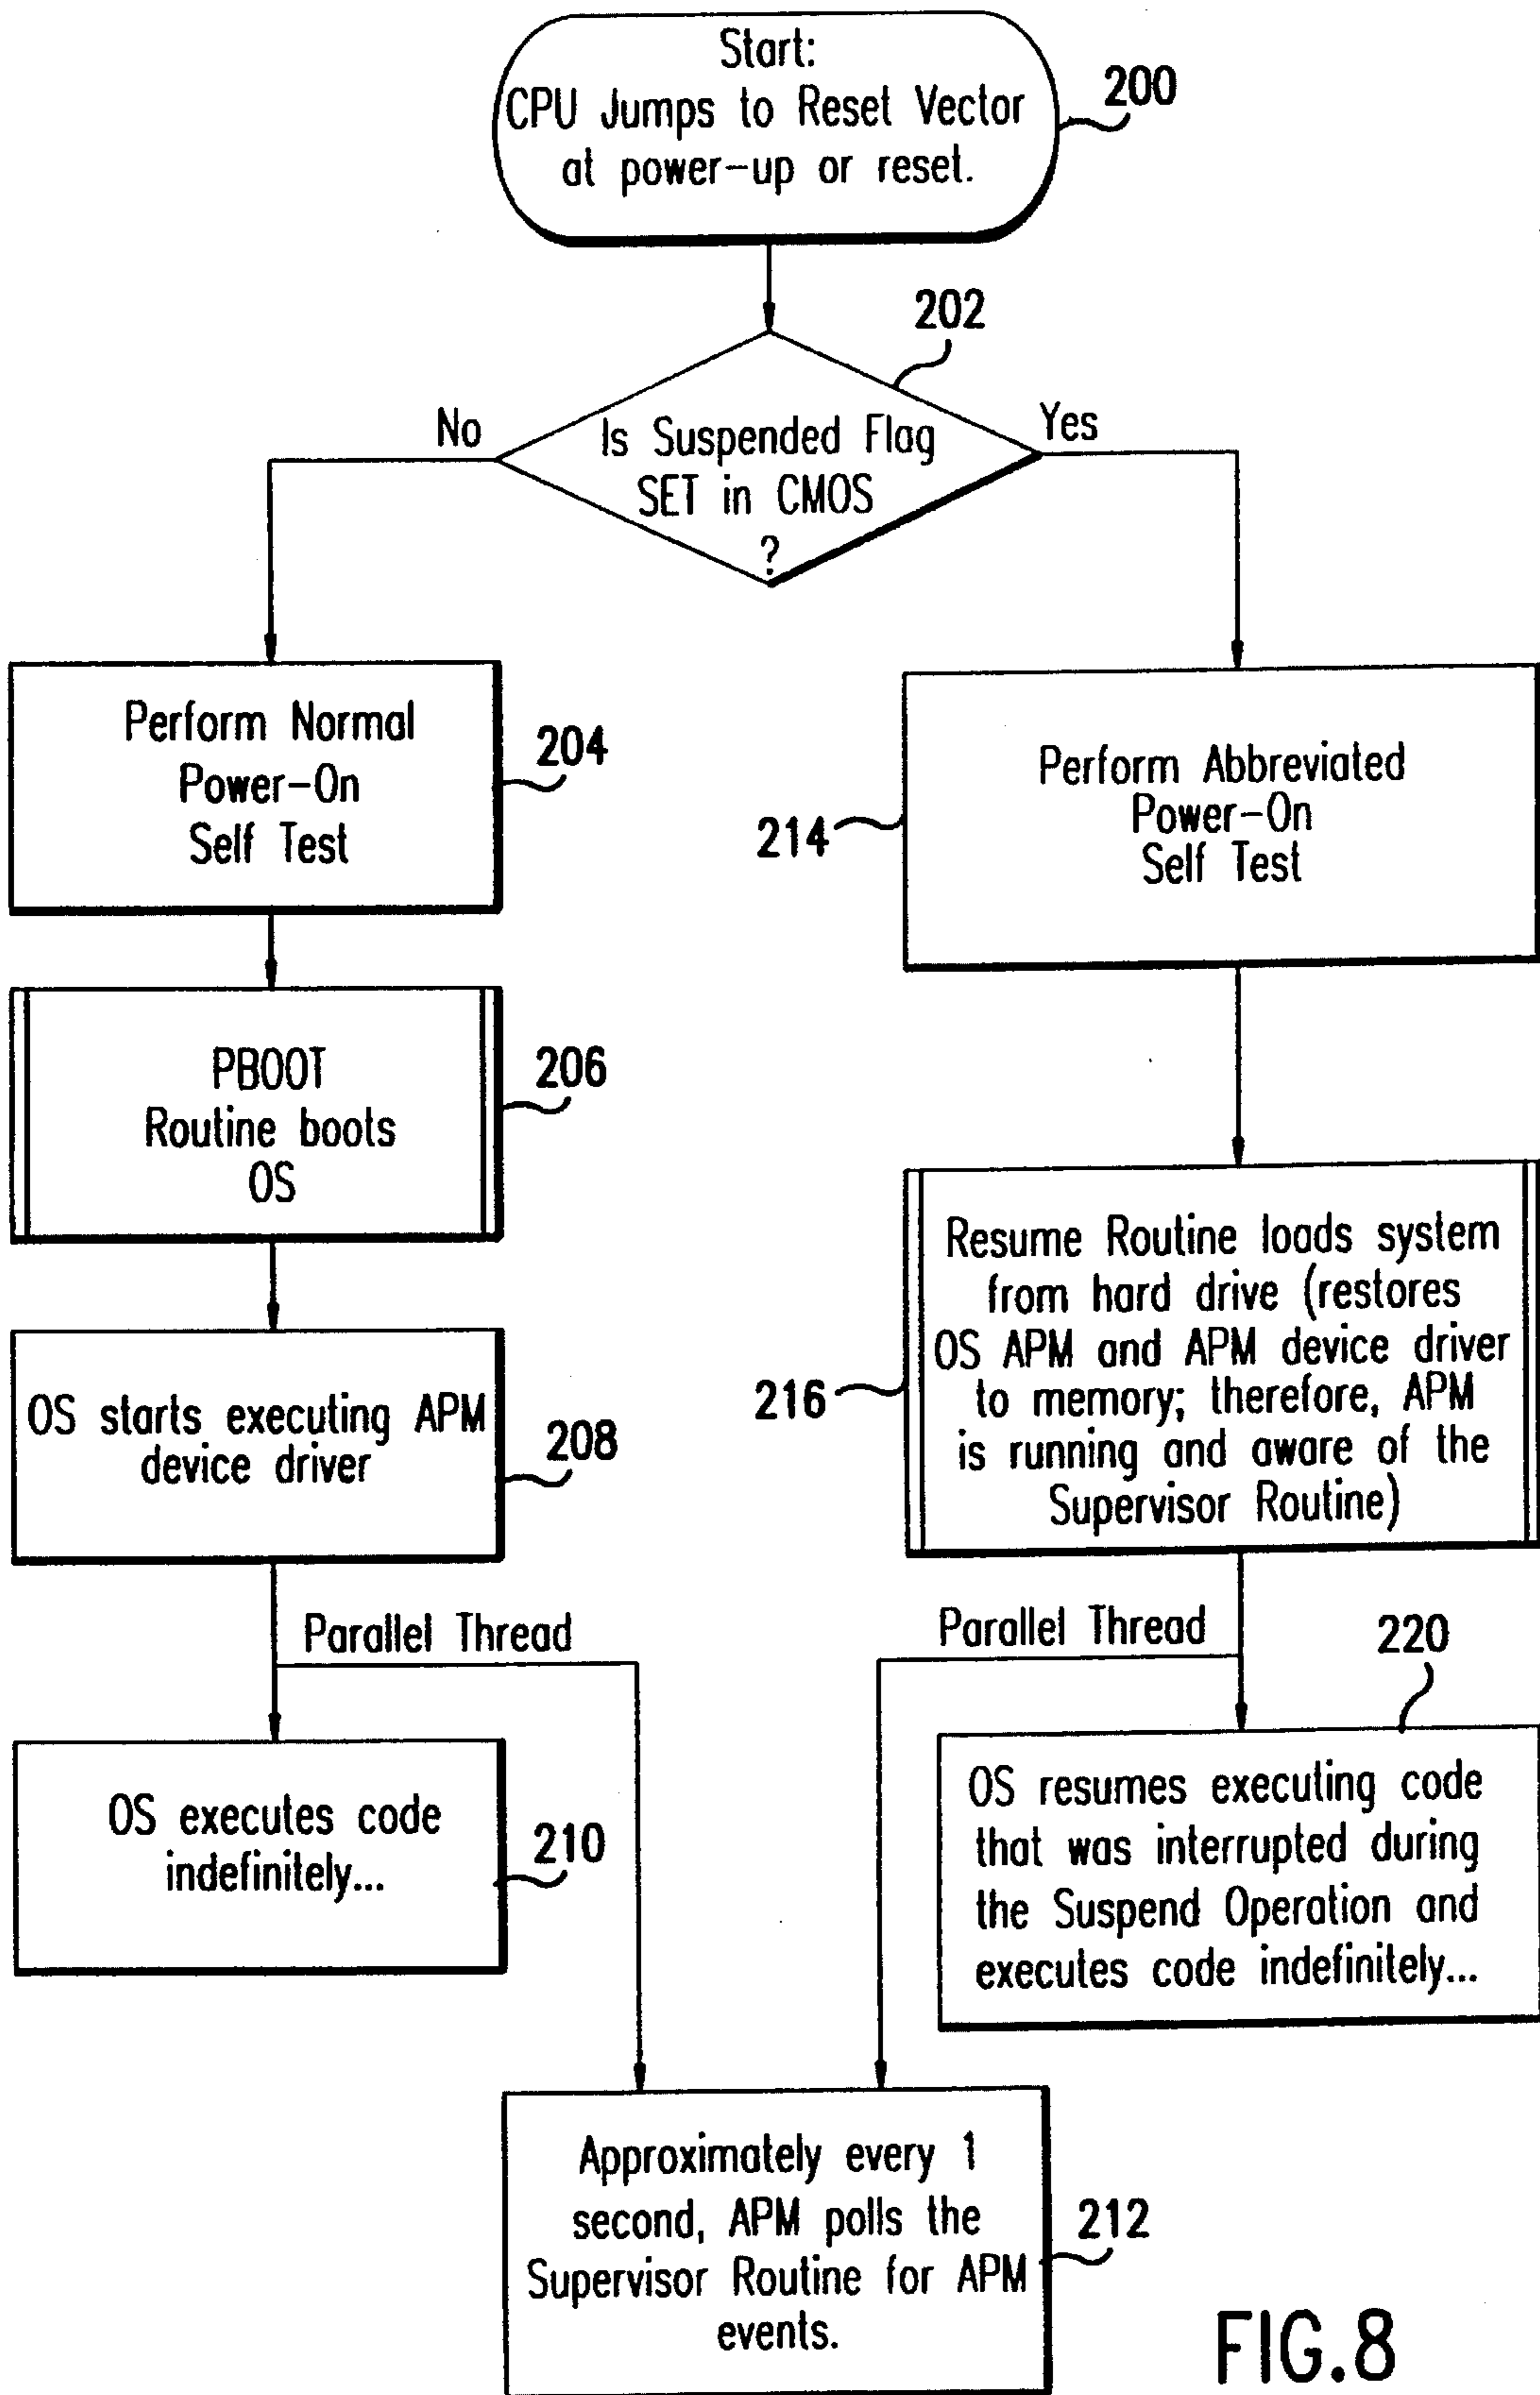 Start:
CPU Jumps to Reset Vector
at power-up or reset.
200
202
No
Is Suspended Flag
SET in CMOS
?
Yes
Perform Normal
Power-On
Self Test
204
PBOOT
Routine boots
OS
206
OS starts executing APM
device driver
208
Parallel Thread
OS executes code
indefinitely...
210
Perform Abbreviated
Power-On
Self Test
214
Resume Routine loads system
from hard drive (restores
OS APM and APM device driver
to memory; therefore, APM
is running and aware of the
Supervisor Routine)
216
Parallel Thread
220
OS resumes executing code
that was interrupted during
the Suspend Operation and
executes code indefinitely...
Approximately every 1
second, APM polls the
Supervisor Routine for APM
events.
212
FIG.8